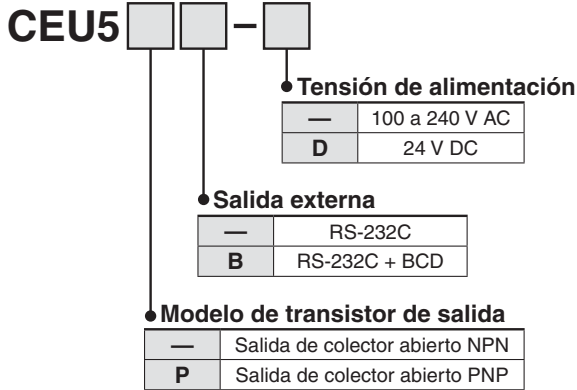 CEU5 –
Tensión de alimentación
— 100 a 240 V AC
D 24 V DC
Salida externa
— RS-232C
B RS-232C + BCD
Modelo de transistor de salida
— Salida de colector abierto NPN
P Salida de colector abierto PNP